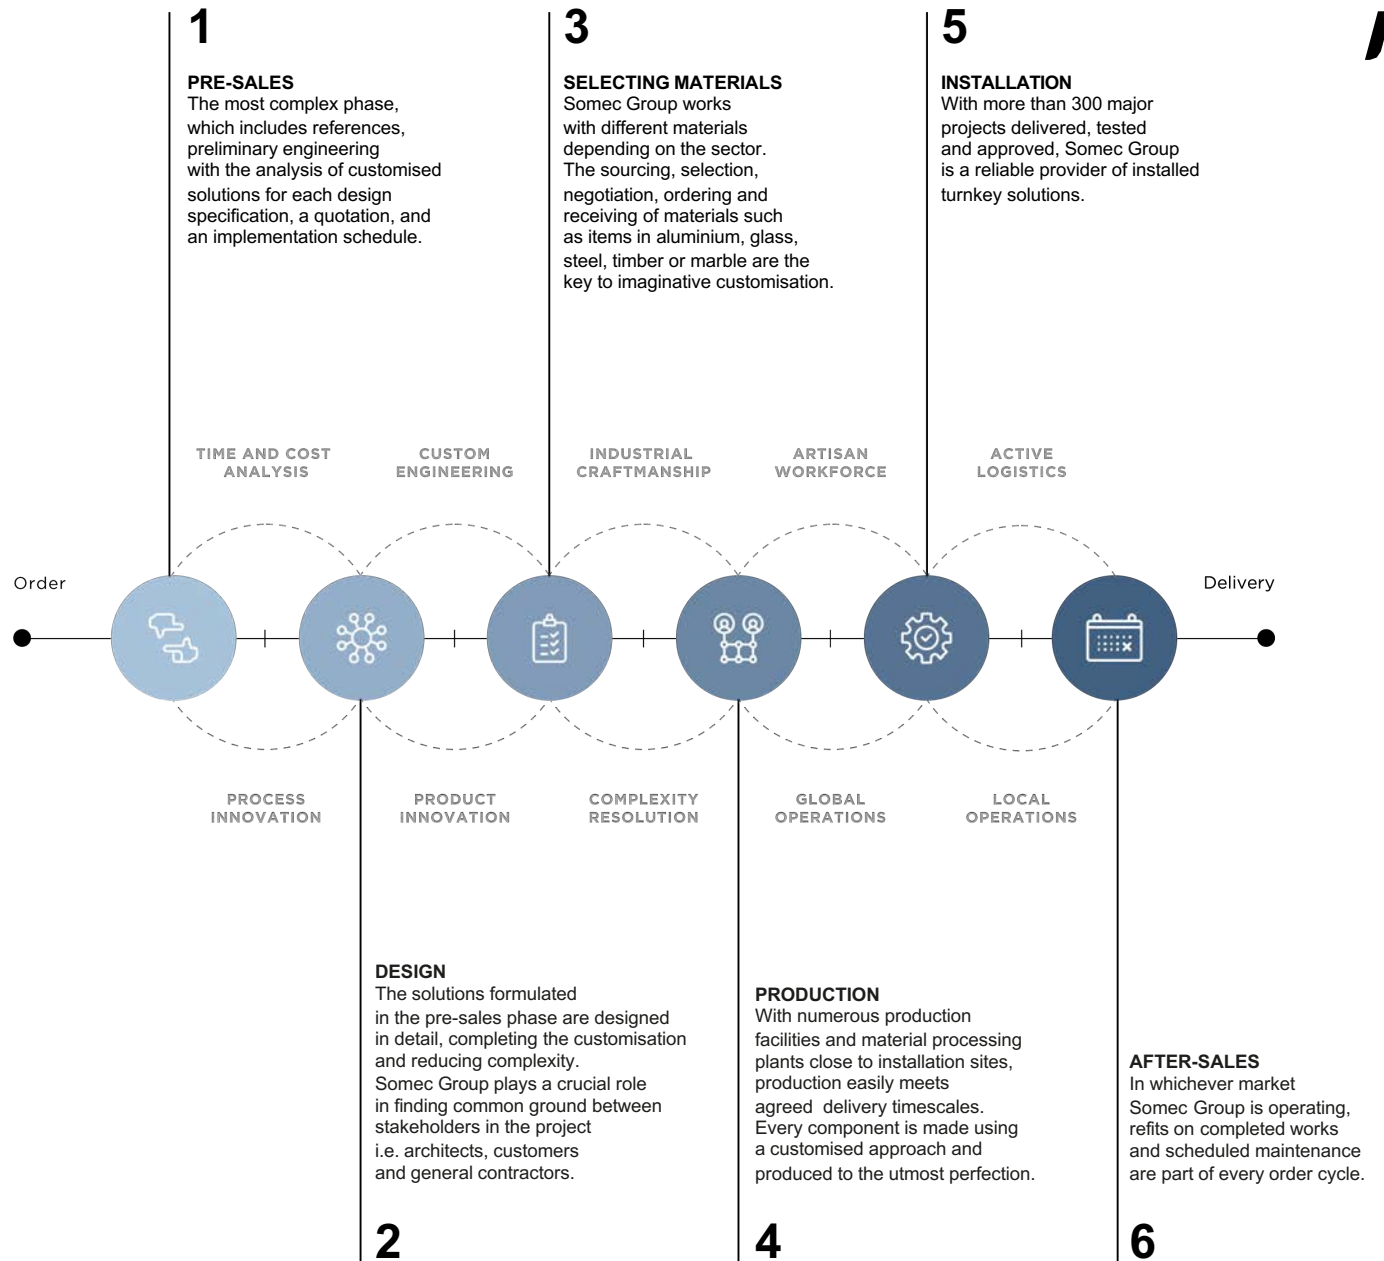 1
PRE-SALES
The most complex phase,
which includes references,
preliminary engineering
with the analysis of customised
solutions for each design
specification, a quotation, and
an implementation schedule.
3
SELECTING MATERIALS
Somec Group works
with different materials
depending on the sector.
The sourcing, selection,
negotiation, ordering and
receiving of materials such
as items in aluminium, glass,
steel, timber or marble are the
key to imaginative customisation.
5
INSTALLATION
With more than 300 major
projects delivered, tested
and approved, Somec Group
is a reliable provider of installed
turnkey solutions.
TIME AND COST
ANALYSIS
CUSTOM
ENGINEERING
INDUSTRIAL
CRAFTMANSHIP
ARTISAN
WORKFORCE
ACTIVE
LOGISTICS
Order
Delivery
PROCESS
INNOVATION
PRODUCT
INNOVATION
COMPLEXITY
RESOLUTION
GLOBAL
OPERATIONS
LOCAL
OPERATIONS
DESIGN
The solutions formulated
in the pre-sales phase are designed
in detail, completing the customisation
and reducing complexity.
Somec Group plays a crucial role
in finding common ground between
stakeholders in the project
i.e. architects, customers
and general contractors.
2
PRODUCTION
With numerous production
facilities and material processing
plants close to installation sites,
production easily meets
agreed  delivery timescales.
Every component is made using
a customised approach and
produced to the utmost perfection.
4
AFTER-SALES
In whichever market
Somec Group is operating,
refits on completed works
and scheduled maintenance
are part of every order cycle.
6